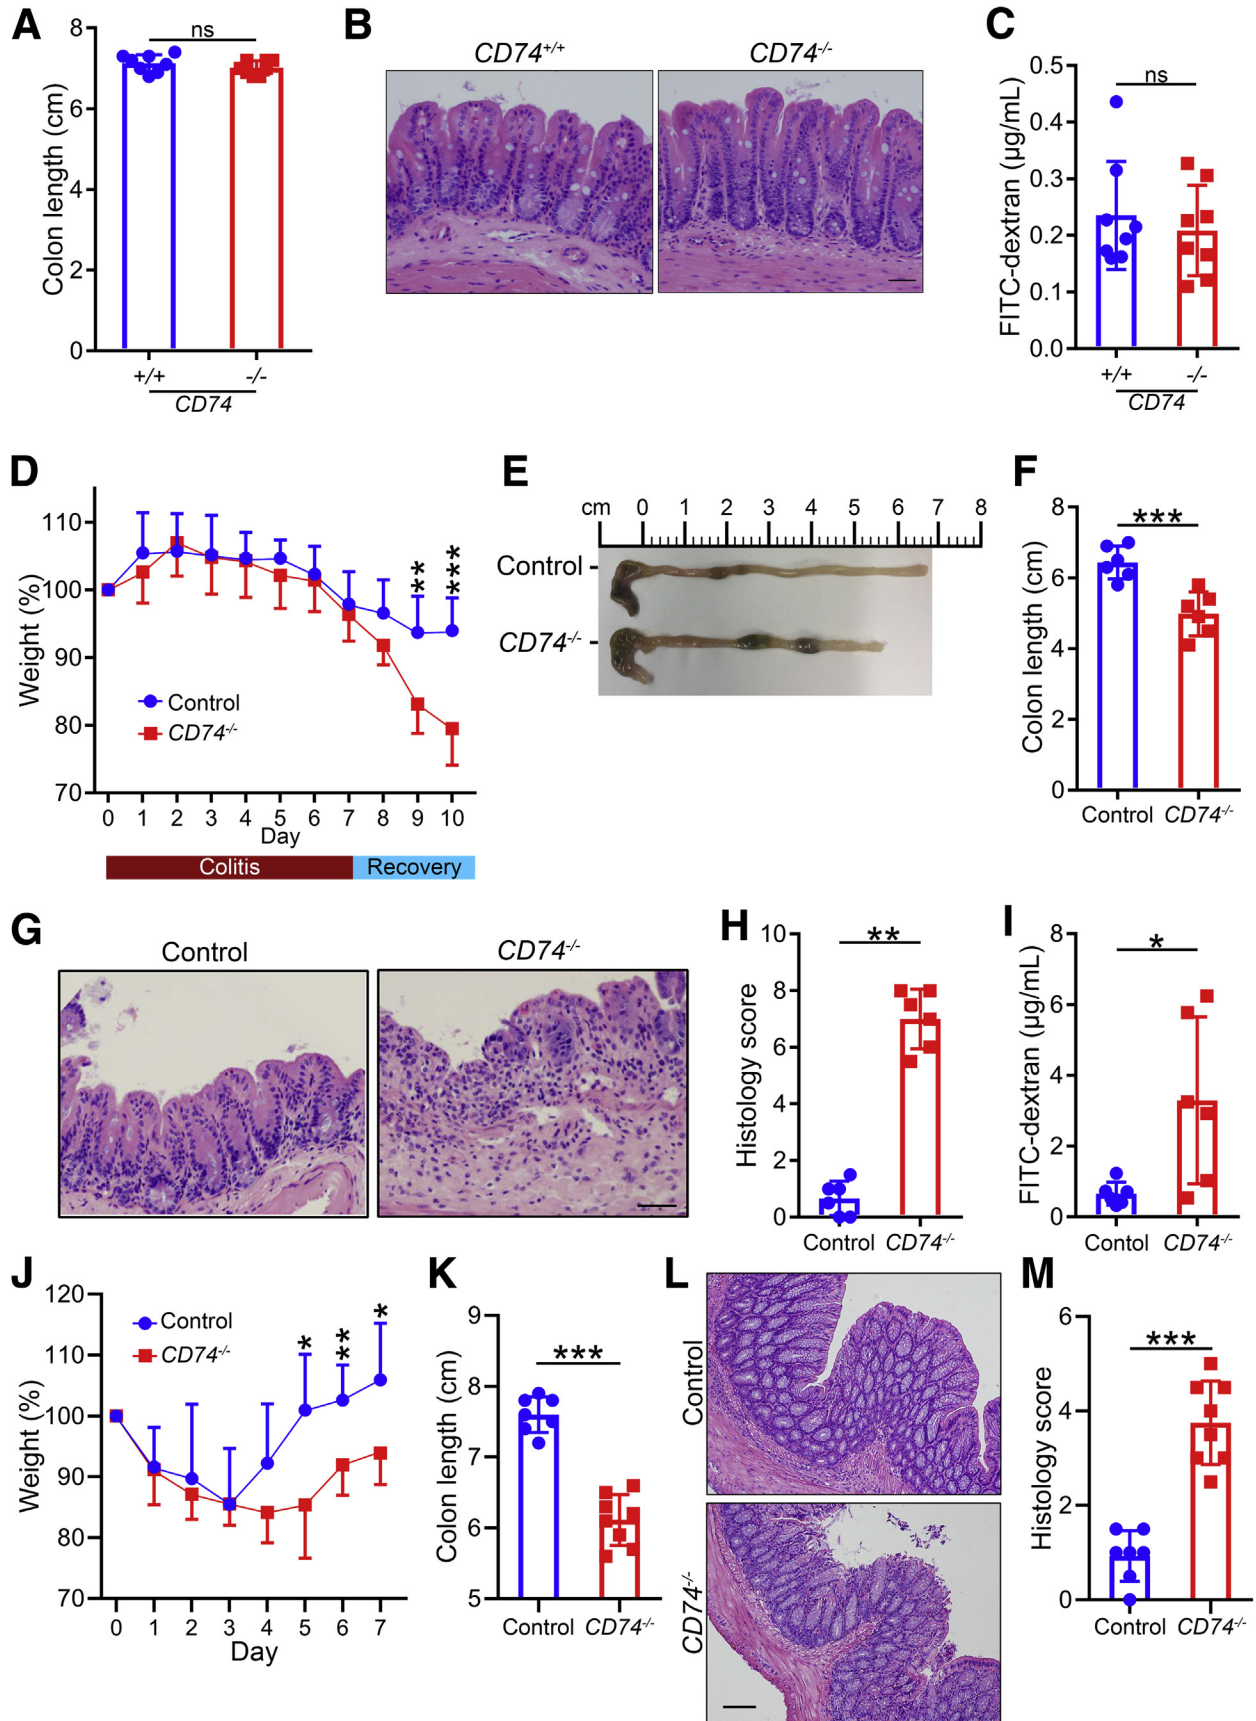 A
8
6
4
2
0
Colon length (cm)
ns
+/+
-/-
CD74
B
CD74+/+
CD74-/-
C
0.5
0.4
0.3
0.2
0.1
0.0
FITC-dextran (µg/mL)
ns
+/+
-/-
CD74
D
110
100
90
80
70
Weight (%)
**
***
Control
CD74-/-
0 1 2 3 4 5 6 7 8 9 10
Day
Colitis
Recovery
E
cm 0 1 2 3 4 5 6 7 8
Control
CD74-/-
F
8
6
4
2
0
Colon length (cm)
***
Control CD74-/-
G
Control
CD74-/-
H
10
8
6
4
2
0
Histology score
**
Control CD74-/-
I
8
6
4
2
0
FITC-dextran (µg/mL)
*
Contol CD74-/-
J
120
110
100
90
80
70
Weight (%)
Control
CD74-/-
*
**
*
0 1 2 3 4 5 6 7
Day
K
9
8
7
6
5
Colon length (cm)
***
Control CD74-/-
L
Control
CD74-/-
M
6
4
2
0
Histology score
***
Control CD74-/-